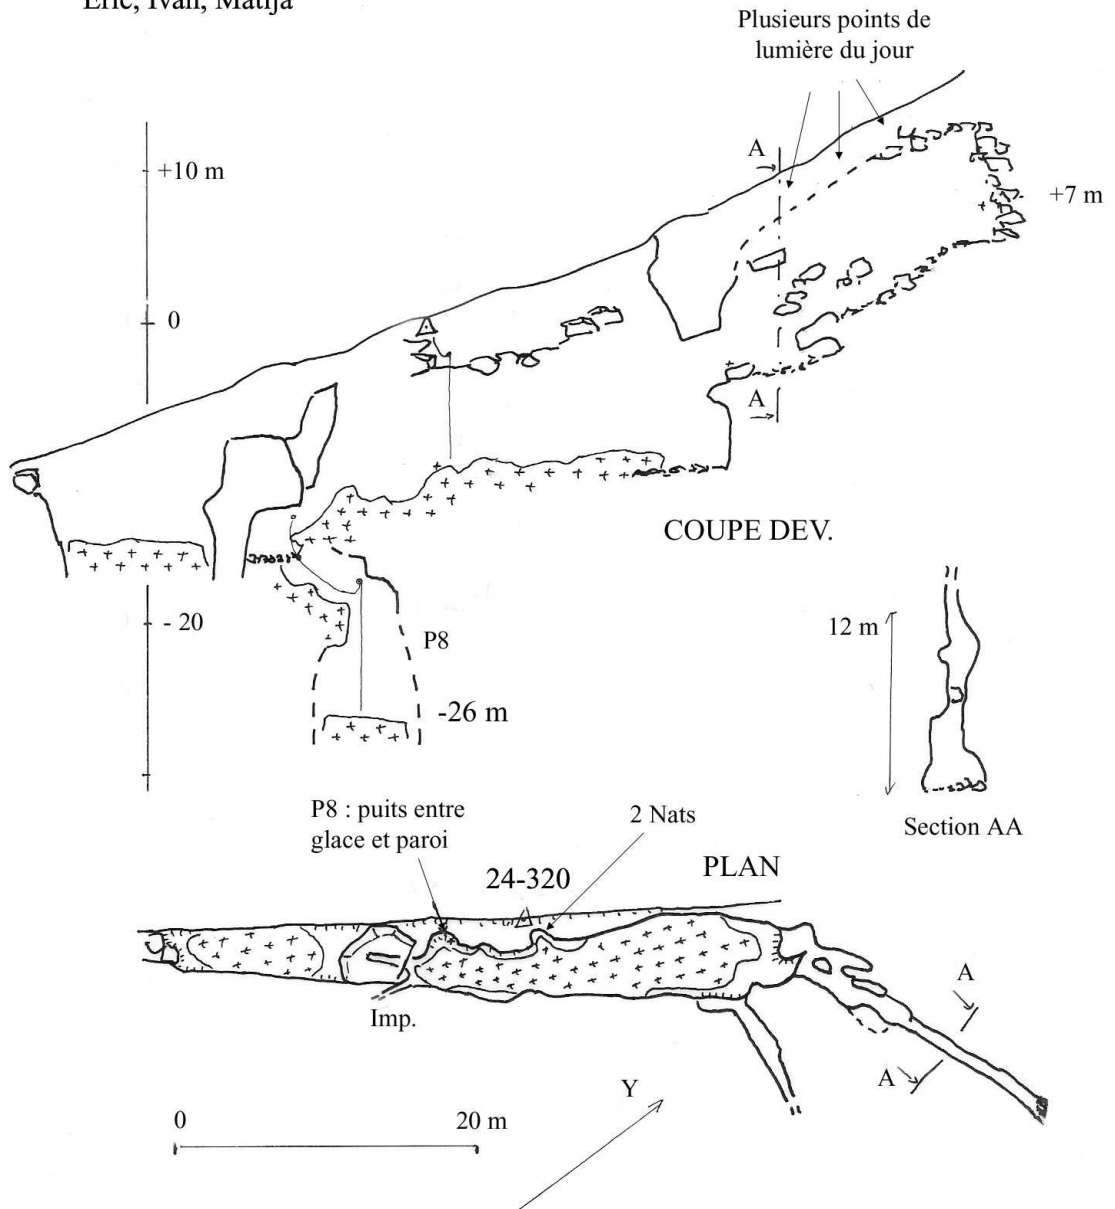 Eric, Ivan, Matija
Plusieurs points de
lumière du jour
A
+10 m
+7 m
0
A
COUPE DEV.
- 20
P8
12 m
-26 m
P8 : puits entre
glace et paroi
2 Nats
Section AA
PLAN
24-320
A
Imp.
A
Y
0
20 m